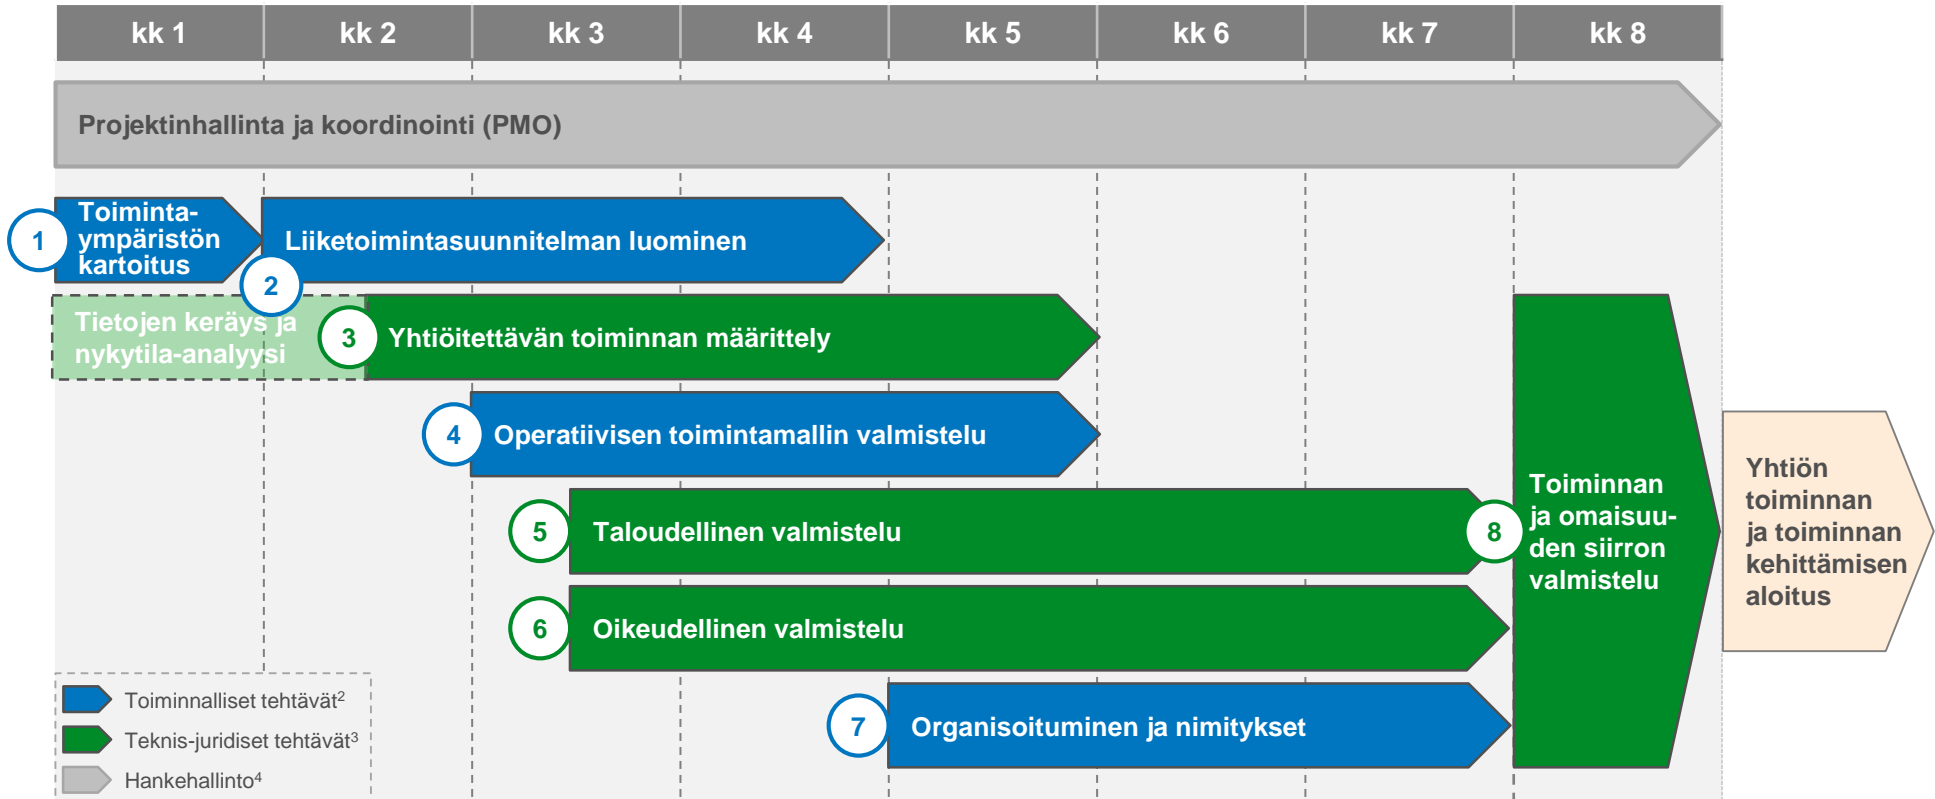 kk 1
kk 2
kk 3
kk 4
kk 5
kk 6
kk 7
kk 8
Projektinhallinta ja koordinointi (PMO)
1
Toiminta-
ympäristön
kartoitus
2
Liiketoimintasuunnitelman luominen
Tietojen keräys ja
nykytila-analyysi
3
Yhtiöitettävän toiminnan määrittely
4
Operatiivisen toimintamallin valmistelu
5
Taloudellinen valmistelu
6
Oikeudellinen valmistelu
7
Organisoituminen ja nimitykset
8
Toiminnan
ja omaisuu-
den siirron
valmistelu
Yhtiön
toiminnan
ja toiminnan
kehittämisen
aloitus
Toiminnalliset tehtävät²
Teknis-juridiset tehtävät³
Hankehallinto⁴